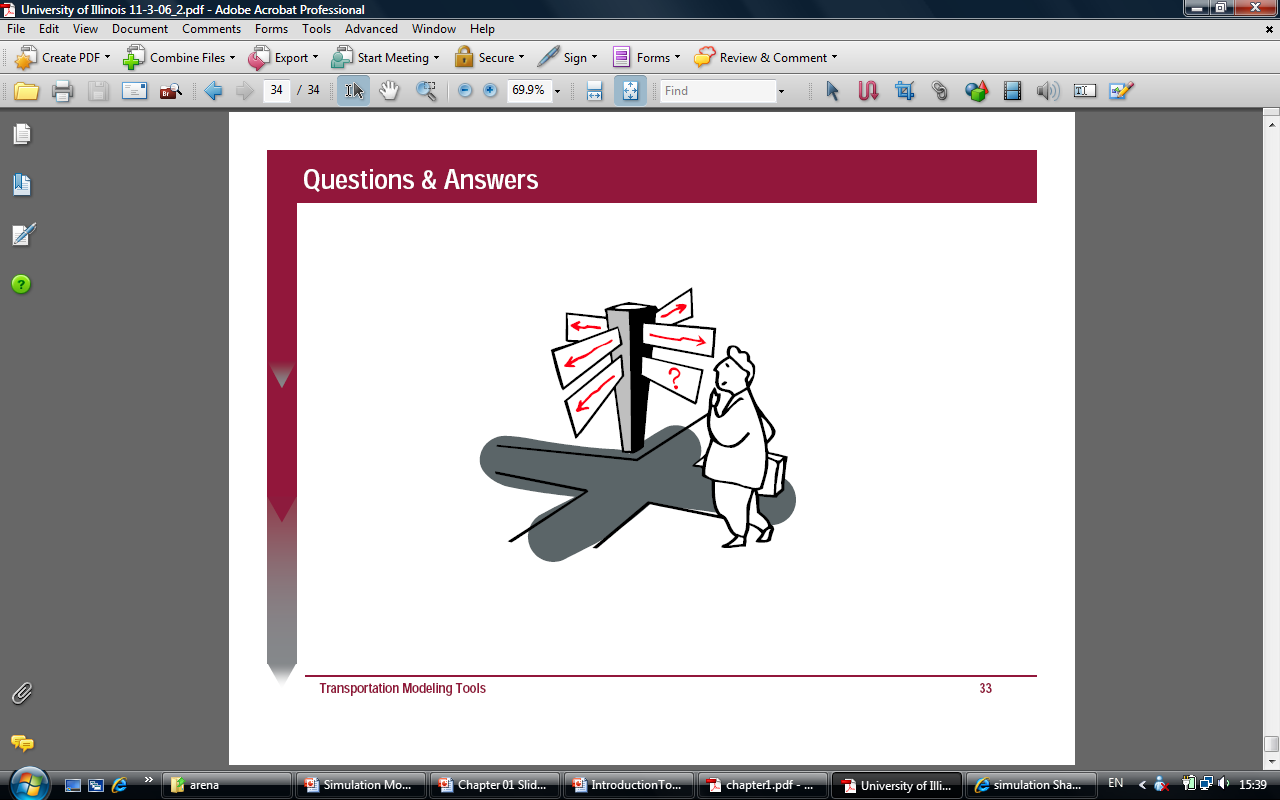 University of Illinois 11-3-06_2.pdf - Adobe Acrobat Professional
File Edit View Document Comments Forms Tools Advanced Window Help
Create PDF Combine Files Export Start Meeting Secure Sign Forms Review & Comment
Br 34 / 34 69.9% Find
Questions & Answers
?
Transportation Modeling Tools 33
arena Simulation Mo... Chapter 01 Slid... IntroductionTo... chapter1.pdf - ... University of Illi... simulation Sha... EN 15:39